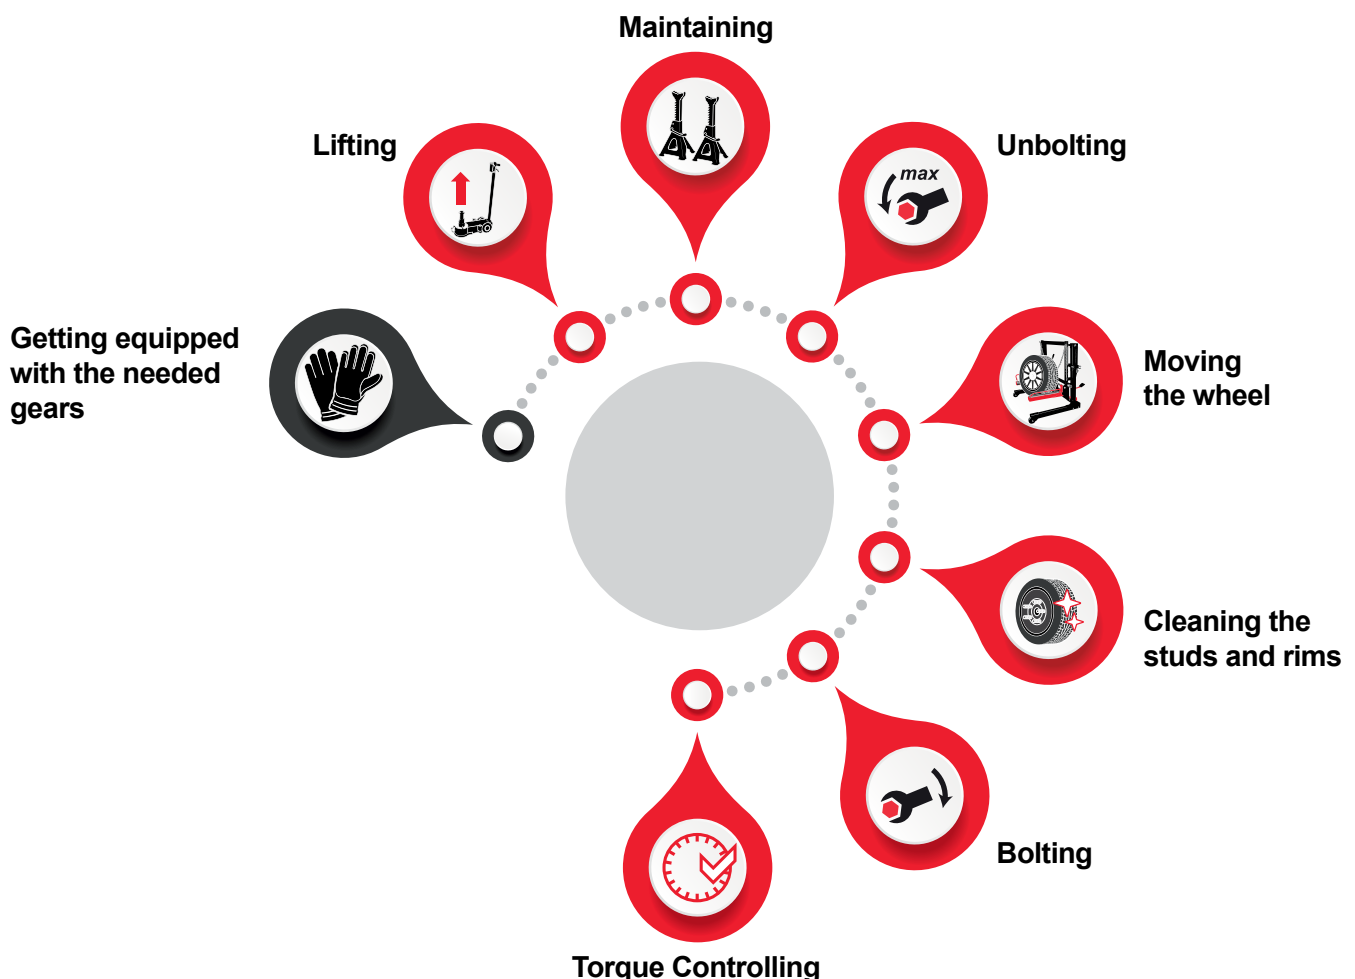 Maintaining
Lifting
Unbolting
max
Getting equipped
with the needed
gears
Moving
the wheel
Cleaning the
studs and rims
Bolting
Torque Controlling